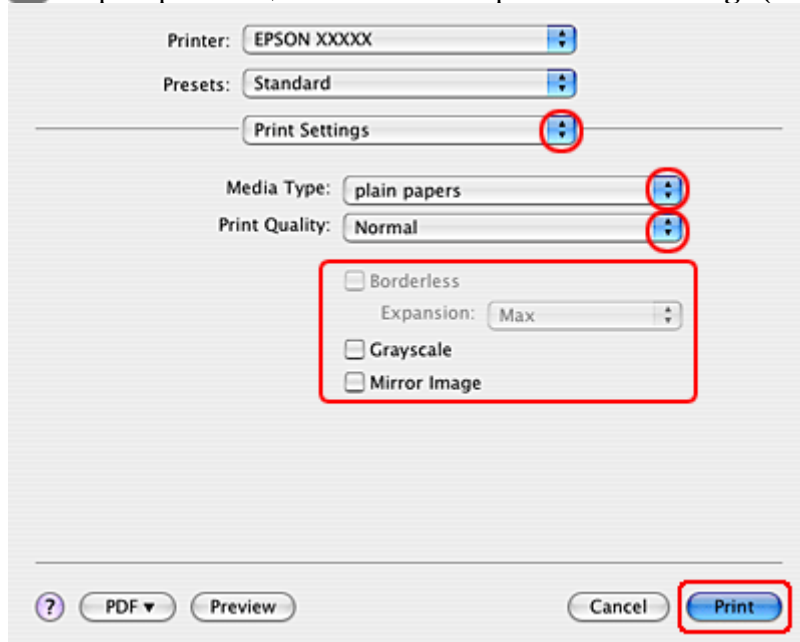 Printer: EPSON XXXXX
Presets: Standard
Print Settings
Media Type: plain papers
Print Quality: Normal
Borderless
Expansion: Max
Grayscale
Mirror Image
? PDF ▼ Preview Cancel Print